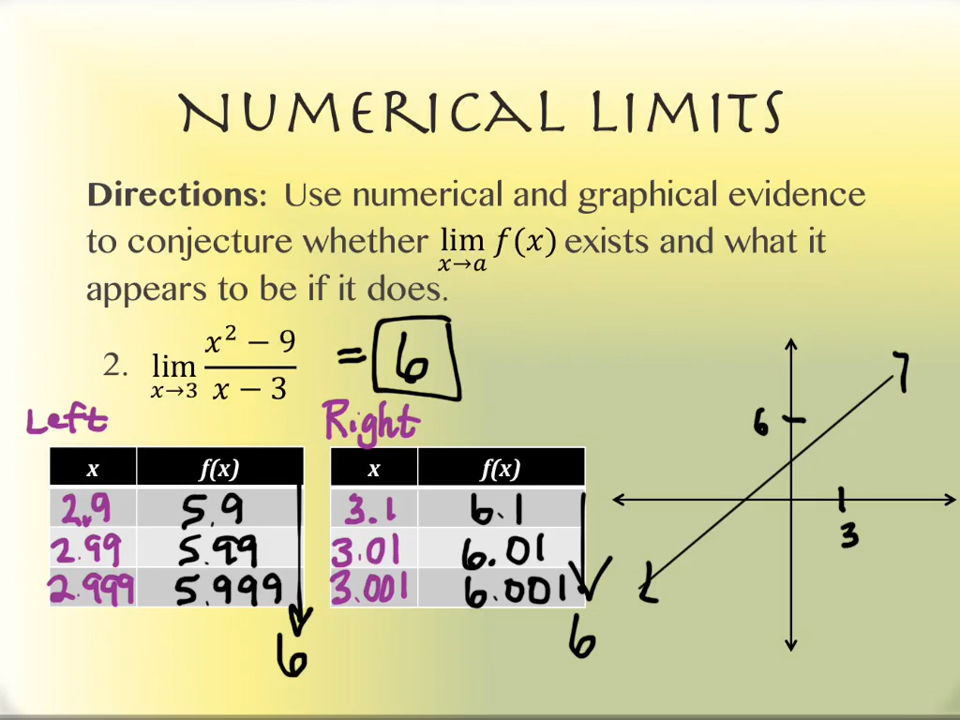 NUMERICAL LIMITS
Directions: Use numerical and graphical evidence
to conjecture whether lim x→a f(x) exists and what it
appears to be if it does.
2. lim x→3 (x² − 9)/(x − 3) = 6
Left
x f(x)
2.9 5.9
2.99 5.99
2.999 5.999
6
Right
x f(x)
3.1 6.1
3.01 6.01
3.001 6.001
6
6
3